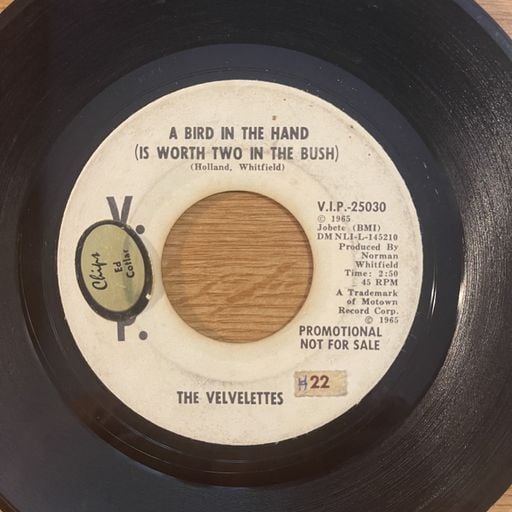 A BIRD IN THE HAND
(IS WORTH TWO IN THE BUSH)
(Holland, Whitfield)
V.
P.
Chips
Ed
V.I.P.-25030
© 1965
Jobete (BMI)
DM NL1-L-145210
Produced By
Norman
Whitfield
Time: 2:50
45 RPM
A Trademark
of Motown
Record Corp.
© 1965
PROMOTIONAL
NOT FOR SALE
#22
THE VELVELETTES